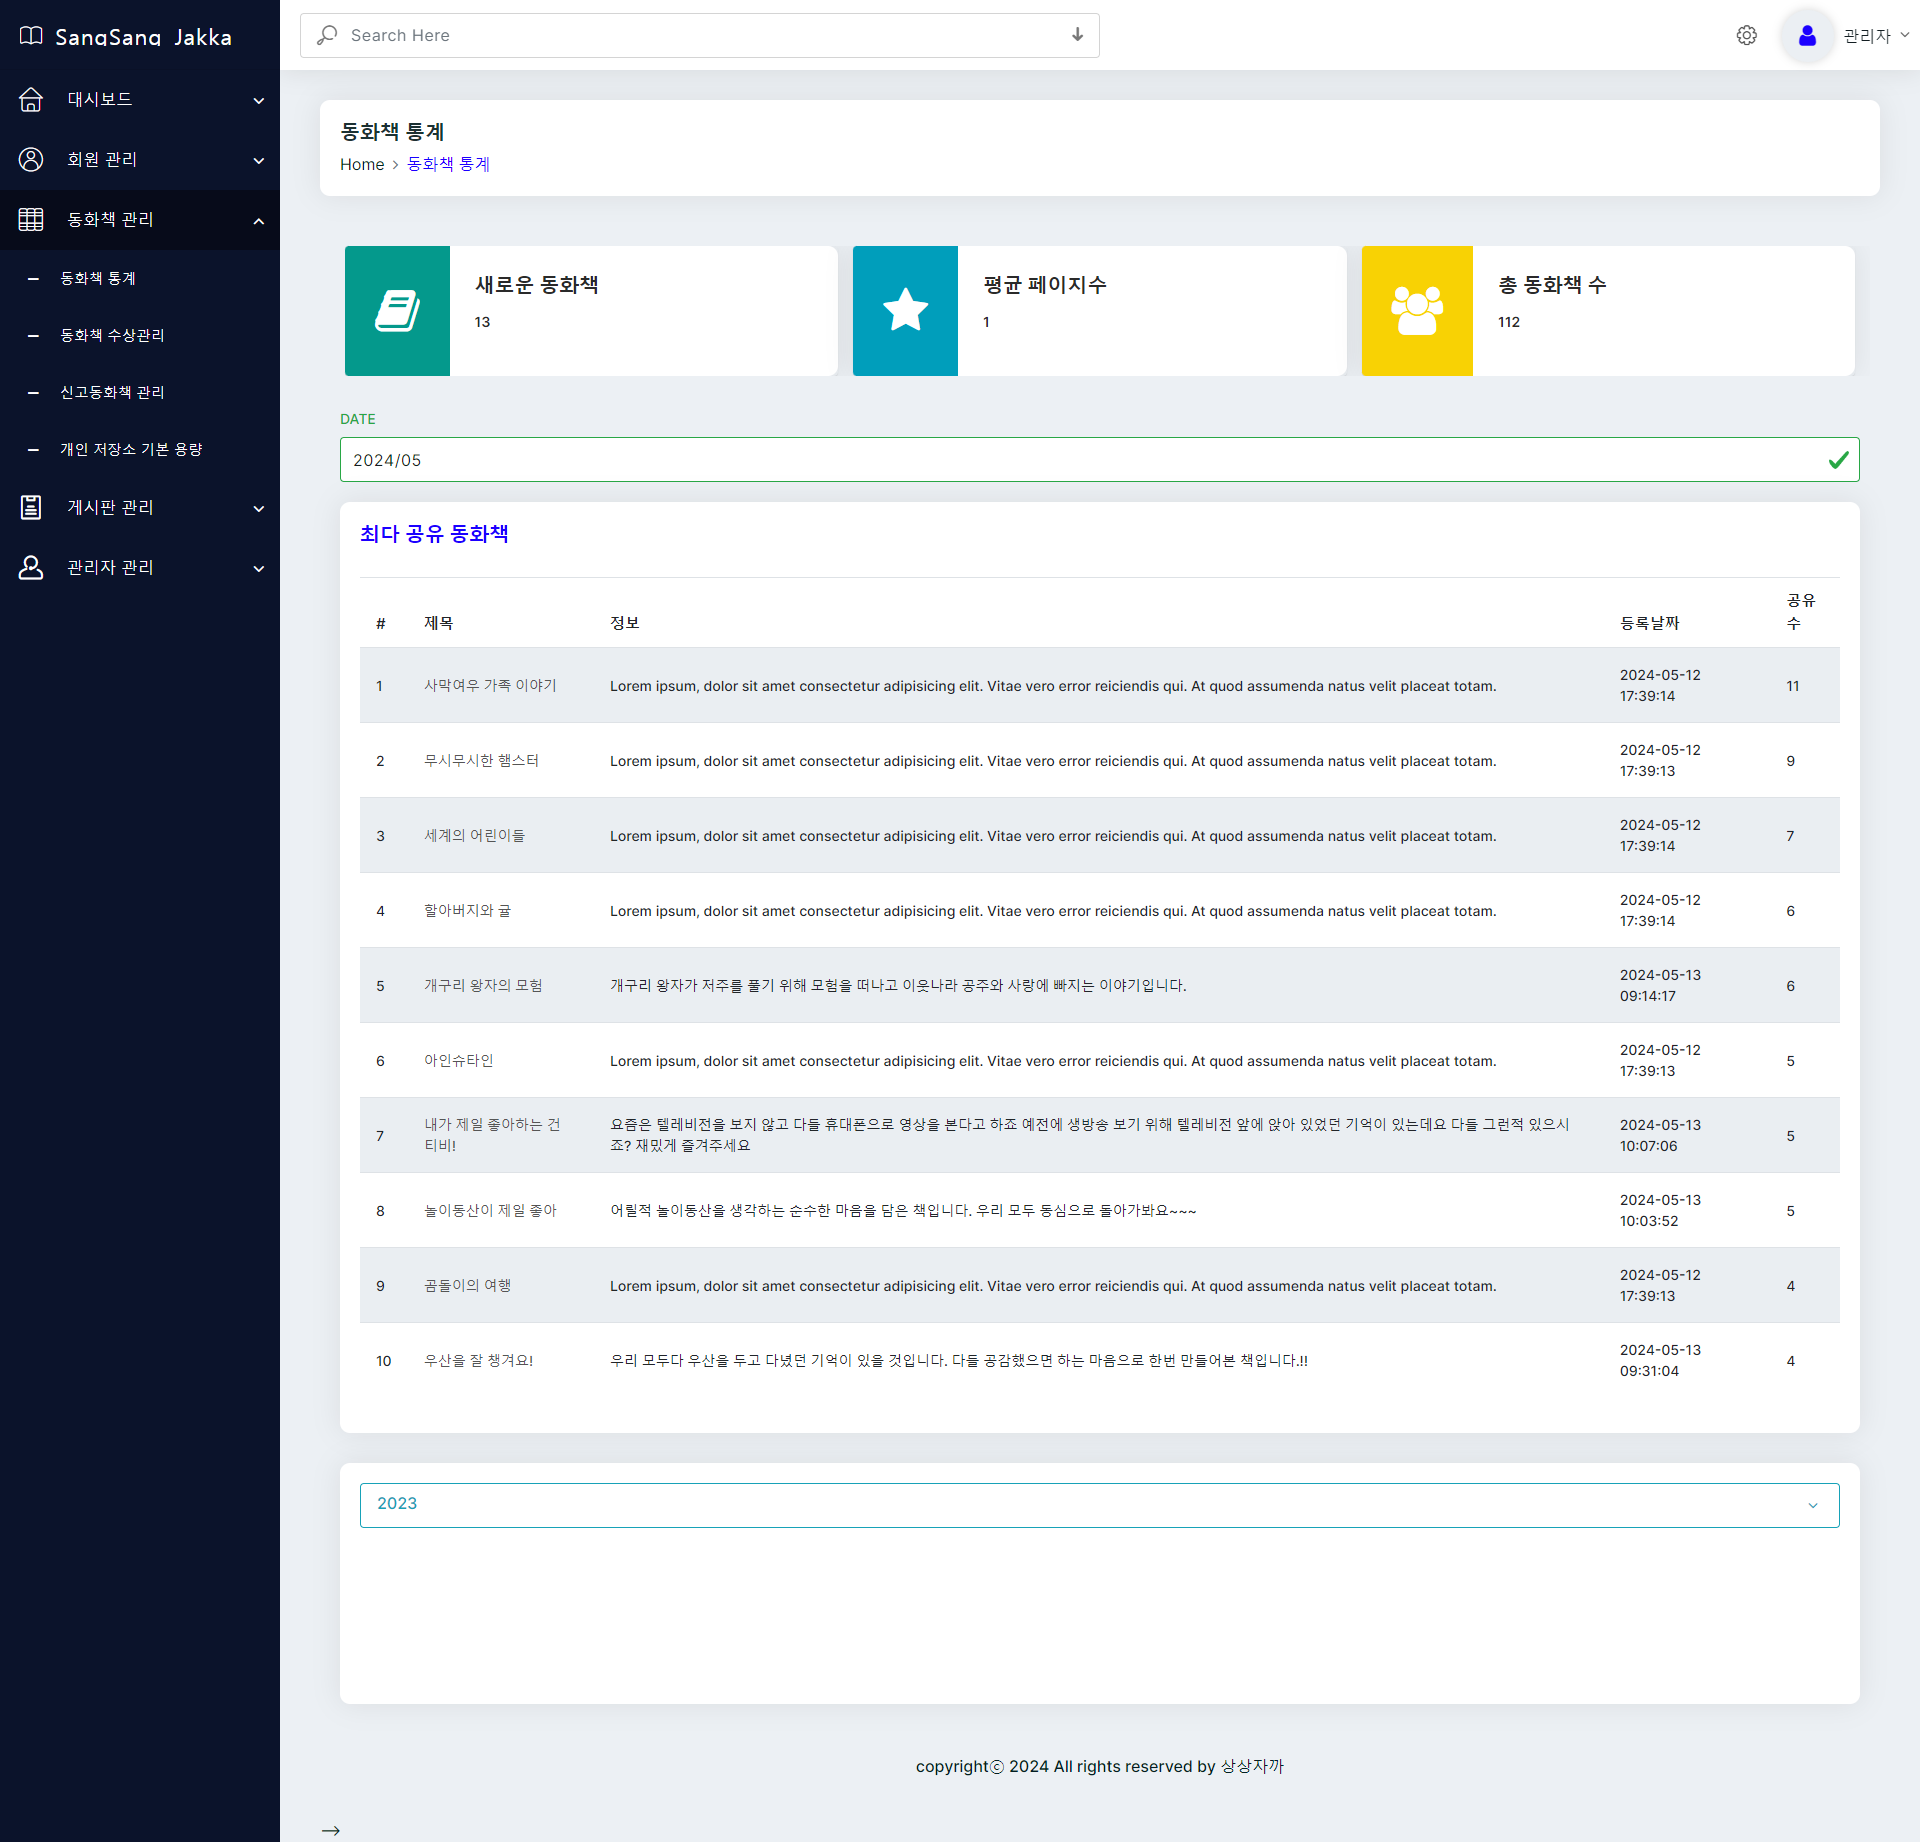 SangSang Jakka
대시보드
회원 관리
동화책 관리
동화책 통계
동화책 수상관리
신고동화책 관리
개인 저장소 기본 용량
게시판 관리
관리자 관리
Search Here
관리자
동화책 통계
Home > 동화책 통계
새로운 동화책
13
평균 페이지수
1
총 동화책 수
112
DATE
2024/05
최다 공유 동화책
# 제목 정보 등록날짜 공유 수
1 사막여우 가족 이야기 Lorem ipsum, dolor sit amet consectetur adipisicing elit. Vitae vero error reiciendis qui. At quod assumenda natus velit placeat totam. 2024-05-12 17:39:14 11
2 무시무시한 햄스터 Lorem ipsum, dolor sit amet consectetur adipisicing elit. Vitae vero error reiciendis qui. At quod assumenda natus velit placeat totam. 2024-05-12 17:39:13 9
3 세계의 어린이들 Lorem ipsum, dolor sit amet consectetur adipisicing elit. Vitae vero error reiciendis qui. At quod assumenda natus velit placeat totam. 2024-05-12 17:39:14 7
4 할아버지와 귤 Lorem ipsum, dolor sit amet consectetur adipisicing elit. Vitae vero error reiciendis qui. At quod assumenda natus velit placeat totam. 2024-05-12 17:39:14 6
5 개구리 왕자의 모험 개구리 왕자가 저주를 풀기 위해 모험을 떠나고 이웃나라 공주와 사랑에 빠지는 이야기입니다. 2024-05-13 09:14:17 6
6 아인슈타인 Lorem ipsum, dolor sit amet consectetur adipisicing elit. Vitae vero error reiciendis qui. At quod assumenda natus velit placeat totam. 2024-05-12 17:39:13 5
7 내가 제일 좋아하는 건 티비! 요즘은 텔레비전을 보지 않고 다들 휴대폰으로 영상을 본다고 하죠 예전에 생방송 보기 위해 텔레비전 앞에 앉아 있었던 기억이 있는데요 다들 그런적 있으시죠? 재밌게 즐겨주세요 2024-05-13 10:07:06 5
8 놀이동산이 제일 좋아 어릴적 놀이동산을 생각하는 순수한 마음을 담은 책입니다. 우리 모두 동심으로 돌아가봐요~~~ 2024-05-13 10:03:52 5
9 곰돌이의 여행 Lorem ipsum, dolor sit amet consectetur adipisicing elit. Vitae vero error reiciendis qui. At quod assumenda natus velit placeat totam. 2024-05-12 17:39:13 4
10 우산을 잘 챙겨요! 우리 모두다 우산을 두고 다녔던 기억이 있을 것입니다. 다들 공감했으면 하는 마음으로 한번 만들어본 책입니다.!! 2024-05-13 09:31:04 4
2023
copyrightⓒ 2024 All rights reserved by 상상자까
→